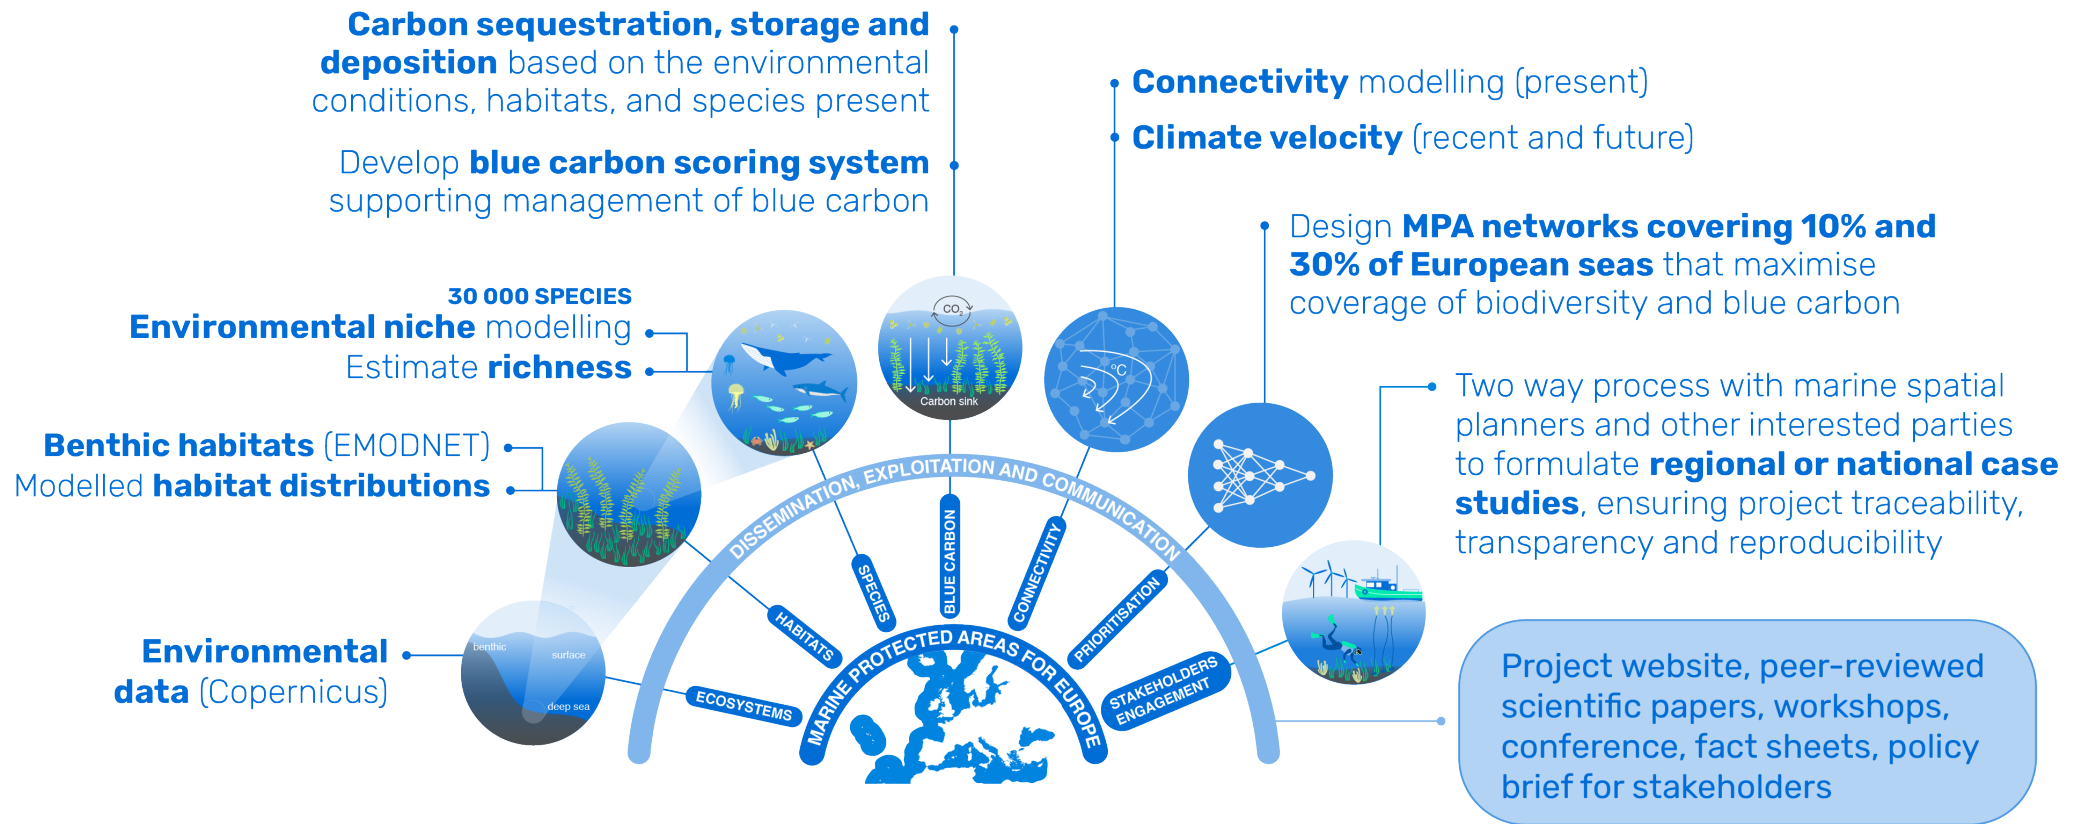 Carbon sequestration, storage and
deposition based on the environmental
conditions, habitats, and species present
Develop blue carbon scoring system
supporting management of blue carbon
Connectivity modelling (present)
Climate velocity (recent and future)
Design MPA networks covering 10% and
30% of European seas that maximise
coverage of biodiversity and blue carbon
30 000 SPECIES
Environmental niche modelling
Estimate richness
Benthic habitats (EMODNET)
Modelled habitat distributions
Environmental
data (Copernicus)
Two way process with marine spatial
planners and other interested parties
to formulate regional or national case
studies, ensuring project traceability,
transparency and reproducibility
Project website, peer-reviewed
scientific papers, workshops,
conference, fact sheets, policy
brief for stakeholders
benthic
surface
deep sea
CO2
Carbon sink
°C
DISSEMINATION, EXPLOITATION AND COMMUNICATION
ECOSYSTEMS
HABITATS
SPECIES
BLUE CARBON
CONNECTIVITY
PRIORITISATION
STAKEHOLDERS
ENGAGEMENT
MARINE PROTECTED AREAS FOR EUROPE